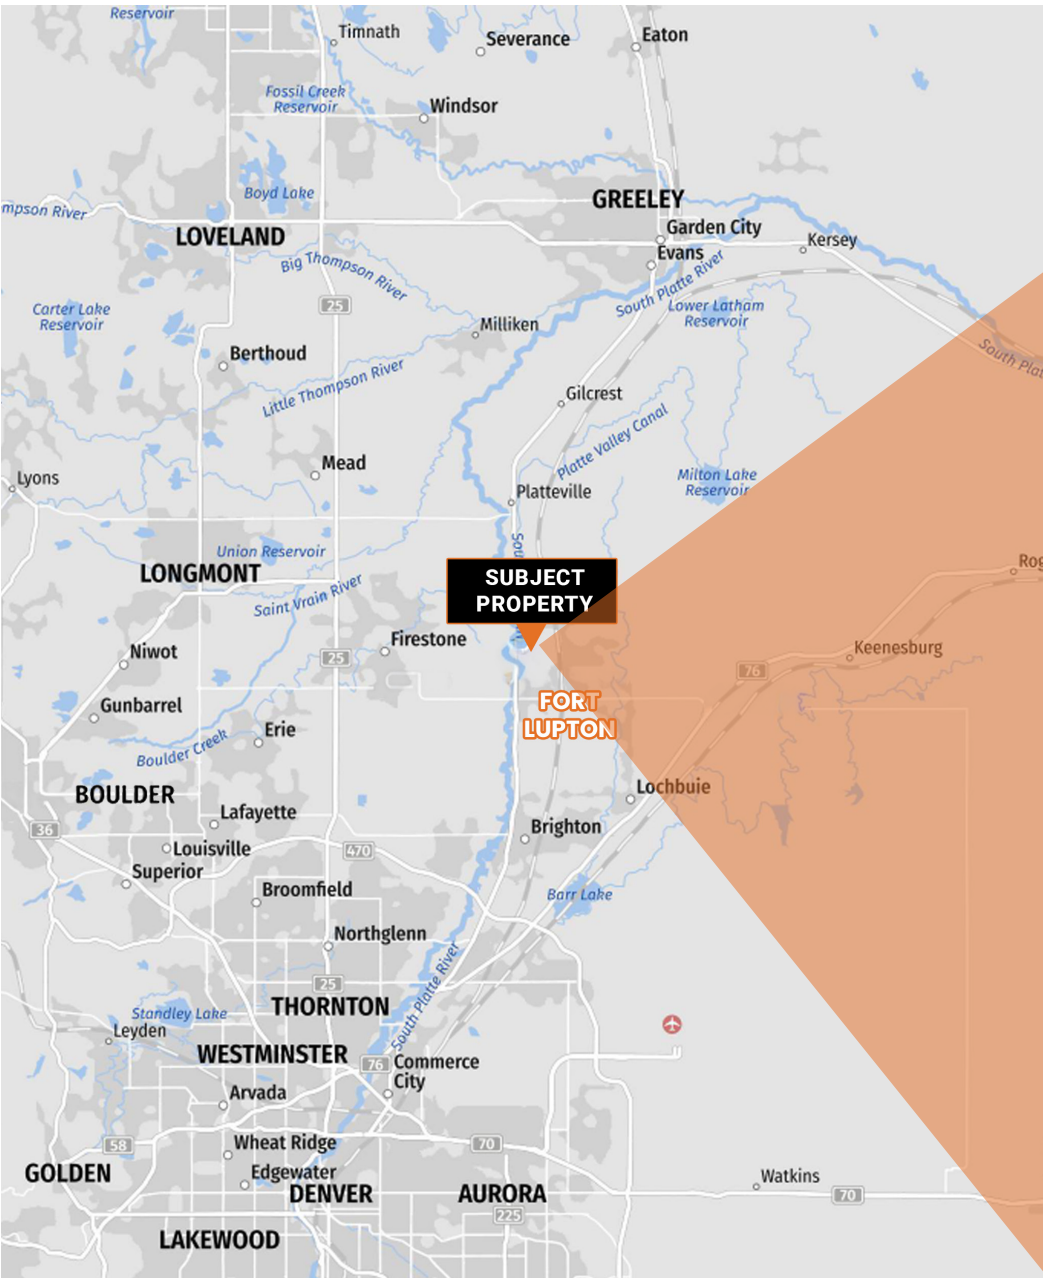 Reservoir
Timnath
Severance
Eaton
Fossil Creek
Reservoir
Windsor
Boyd Lake
GREELEY
mpson River
LOVELAND
Garden City
Kersey
Evans
Big Thompson River
South Platte River
25
Lower Latham
Reservoir
Carter Lake
Reservoir
Milliken
South Plat
Berthoud
Little Thompson River
Gilcrest
Platte Valley Canal
Mead
Lyons
Milton Lake
Reservoir
Platteville
Sou
Union Reservoir
LONGMONT
SUBJECT
PROPERTY
Rog
Saint Vrain River
Firestone
Niwot
25
Keenesburg
76
Gunbarrel
FORT
LUPTON
Erie
Boulder Creek
BOULDER
Lochbuie
Lafayette
36
Brighton
Louisville
470
Superior
Broomfield
Barr Lake
Northglenn
25
THORNTON
South Platte River
Standley Lake
Leyden
WESTMINSTER
76
Commerce
City
Arvada
58
Wheat Ridge
70
GOLDEN
Edgewater
DENVER
AURORA
Watkins
70
225
LAKEWOOD